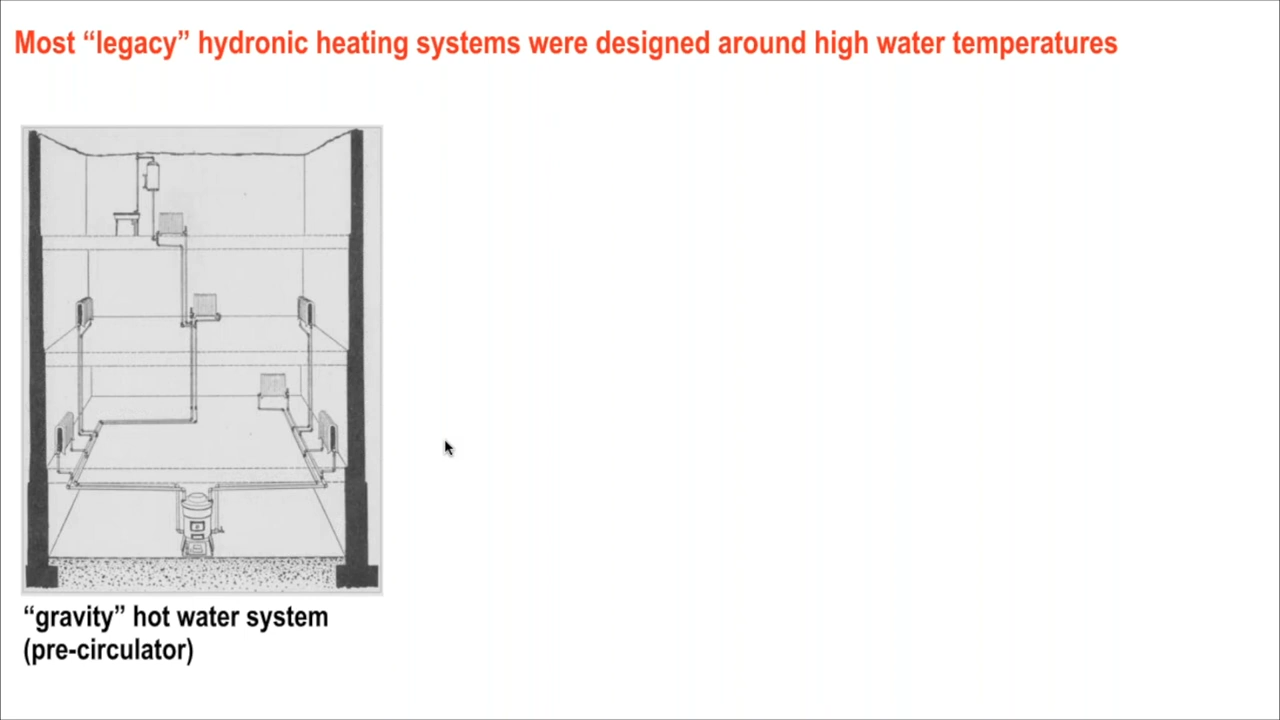 Most “legacy” hydronic heating systems were designed around high water temperatures
“gravity” hot water system
(pre-circulator)